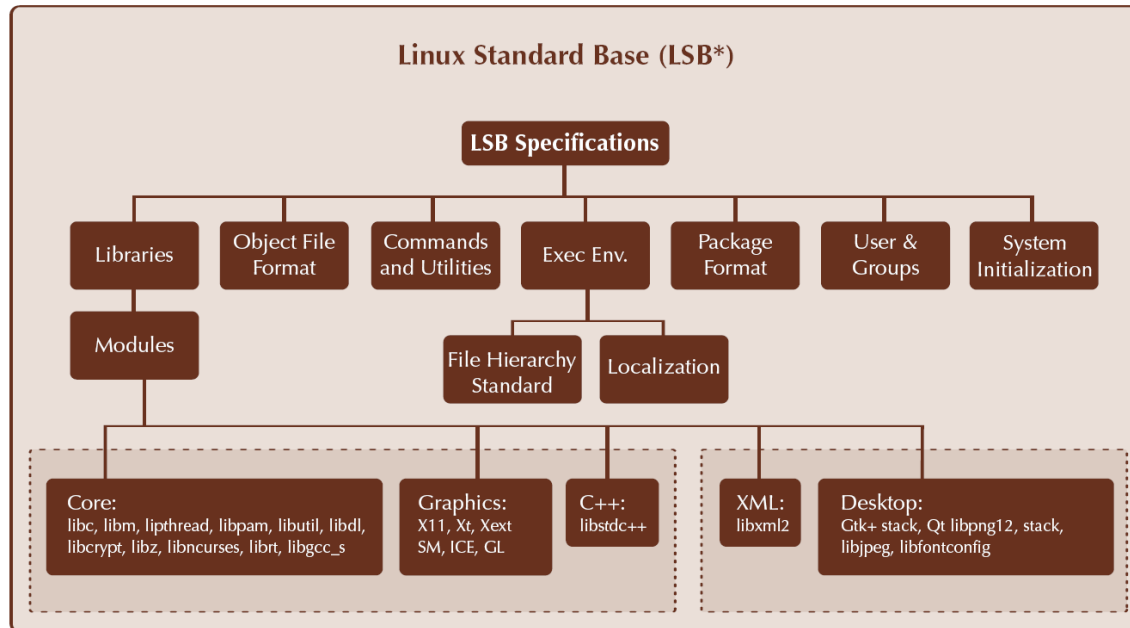 Linux Standard Base (LSB*)
LSB Specifications
Libraries
Object File
Format
Commands
and Utilities
Exec Env.
Package
Format
User &
Groups
System
Initialization
Modules
File Hierarchy
Standard
Localization
Core:
libc, libm, lipthread, libpam, libutil, libdl,
libcrypt, libz, libncurses, librt, libgcc_s
Graphics:
X11, Xt, Xext
SM, ICE, GL
C++:
libstdc++
XML:
libxml2
Desktop:
Gtk+ stack, Qt libpng12, stack,
libjpeg, libfontconfig